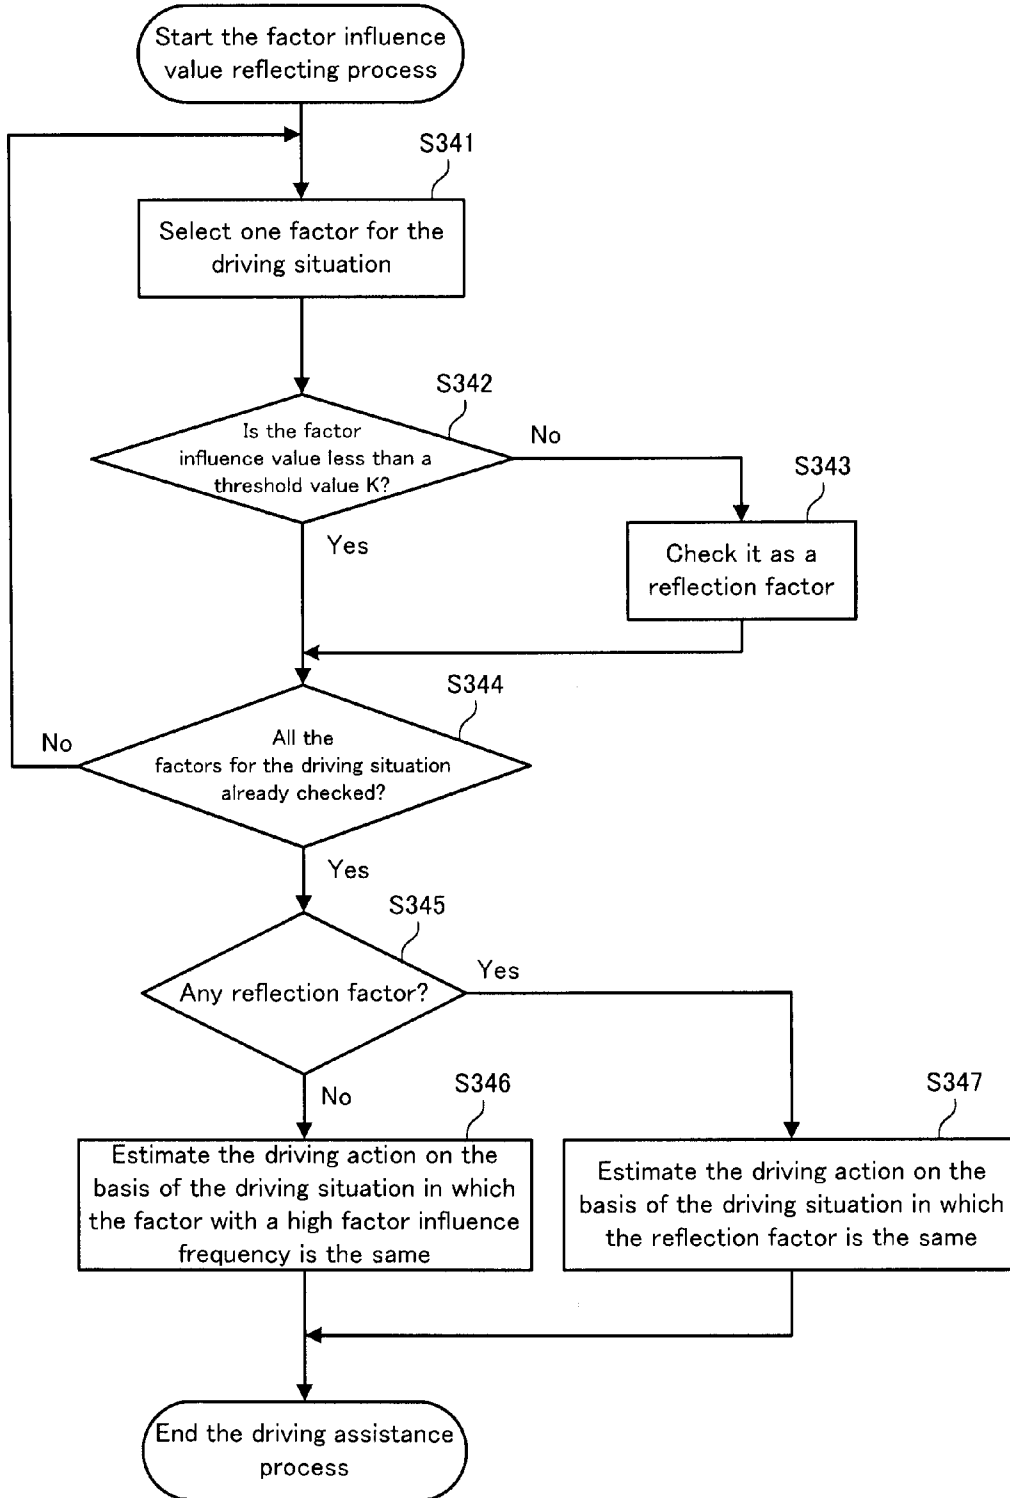 Start the factor influence
value reflecting process
S341
Select one factor for the
driving situation
S342
Is the factor
influence value less than a
threshold value K?
No
Yes
S343
Check it as a
reflection factor
S344
No
All the
factors for the driving situation
already checked?
Yes
S345
Any reflection factor?
Yes
No
S346
Estimate the driving action on the
basis of the driving situation in which
the factor with a high factor influence
frequency is the same
S347
Estimate the driving action on the
basis of the driving situation in which
the reflection factor is the same
End the driving assistance
process